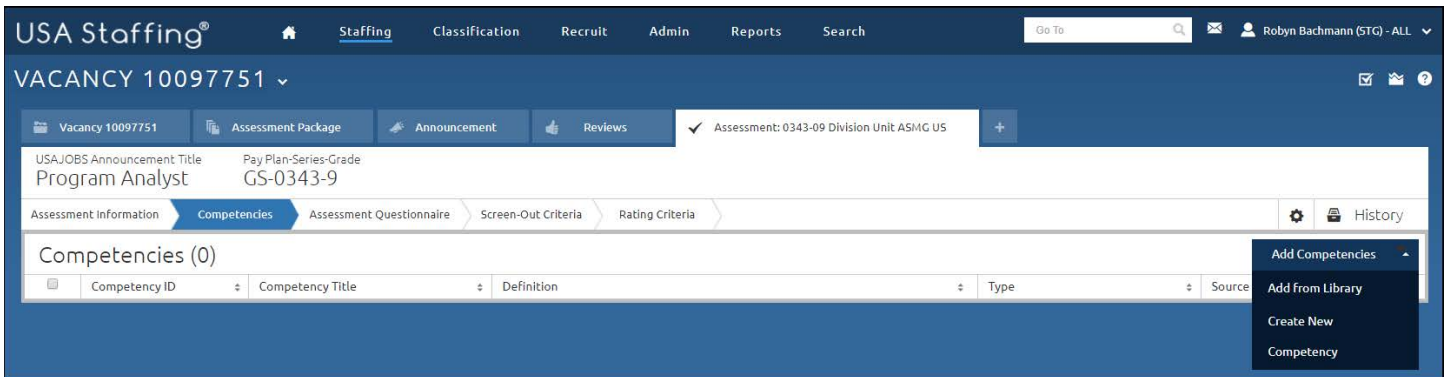 USA Staffing®
Staffing
Classification
Recruit
Admin
Reports
Search
Go To
Robyn Bachmann (STG) - ALL
VACANCY 10097751
Vacancy 10097751
Assessment Package
Announcement
Reviews
Assessment: 0343-09 Division Unit ASMG US
+
USAJOBS Announcement Title
Pay Plan-Series-Grade
Program Analyst
GS-0343-9
Assessment Information
Competencies
Assessment Questionnaire
Screen-Out Criteria
Rating Criteria
History
Competencies (0)
Add Competencies
Competency ID
Competency Title
Definition
Type
Source
Add from Library
Create New
Competency